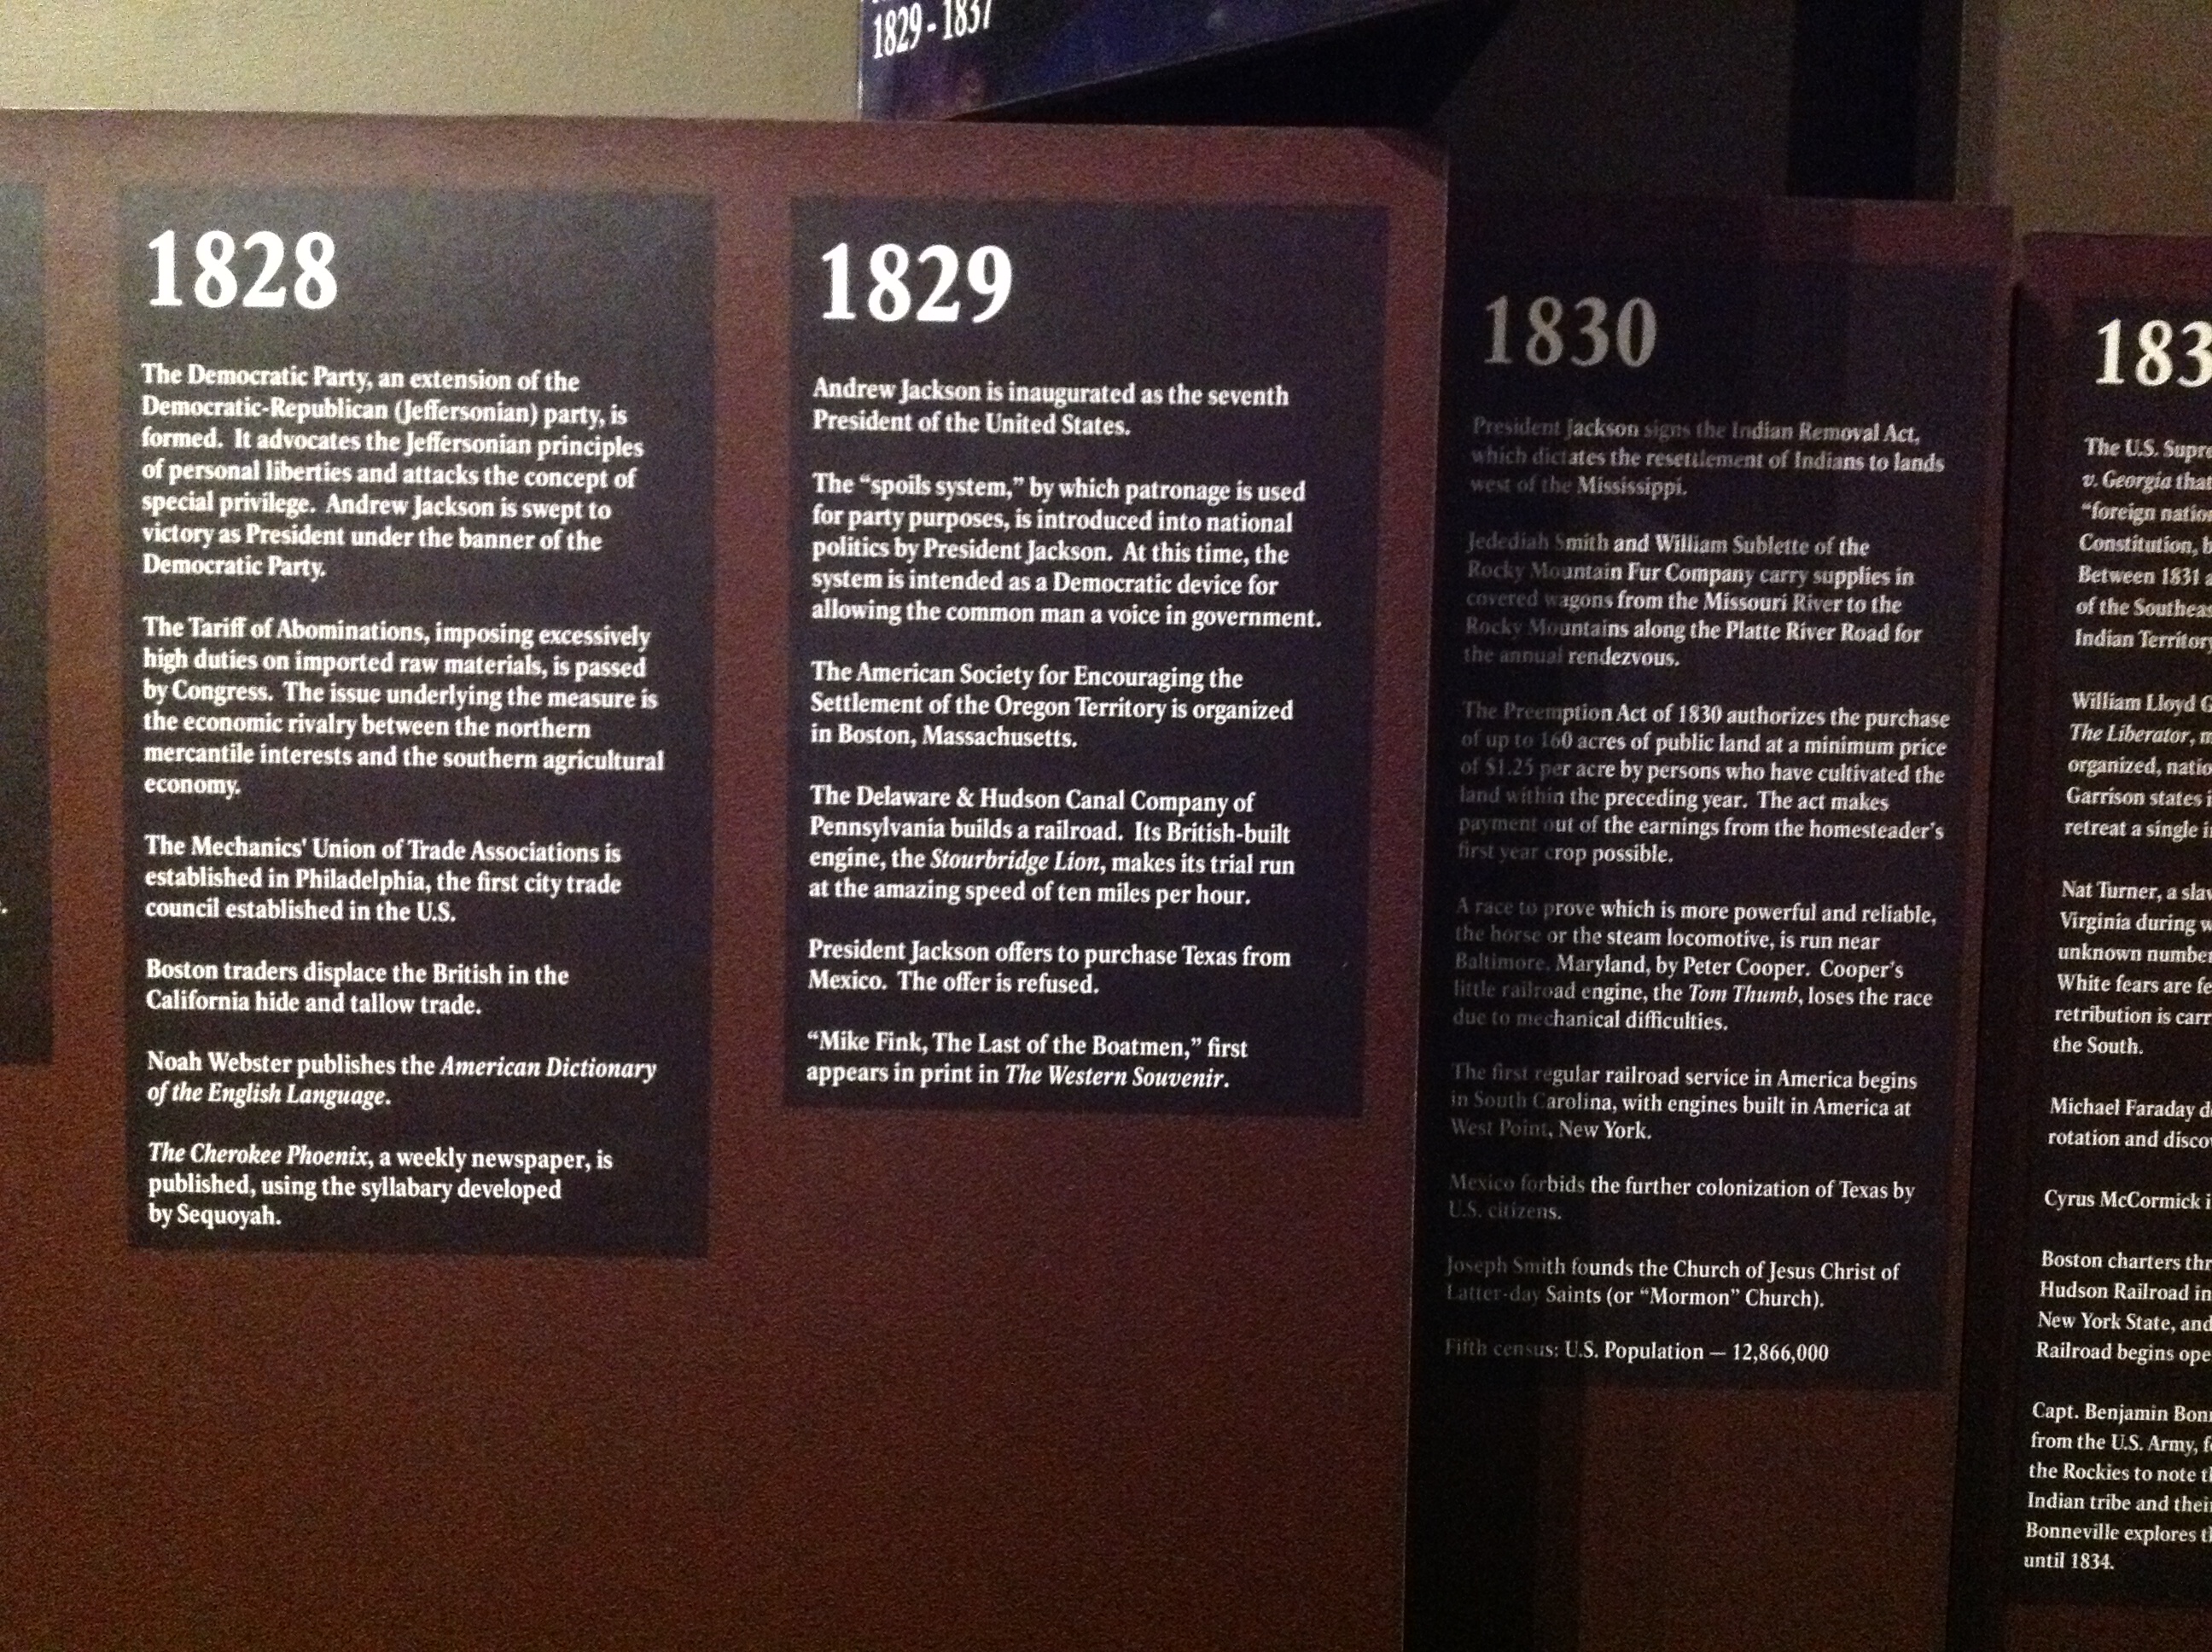 1829 - 1837
1828
The Democratic Party, an extension of the
Democratic-Republican (Jeffersonian) party, is
formed. It advocates the Jeffersonian principles
of personal liberties and attacks the concept of
special privilege. Andrew Jackson is swept to
victory as President under the banner of the
Democratic Party.
The Tariff of Abominations, imposing excessively
high duties on imported raw materials, is passed
by Congress. The issue underlying the measure is
the economic rivalry between the northern
mercantile interests and the southern agricultural
economy.
The Mechanics' Union of Trade Associations is
established in Philadelphia, the first city trade
council established in the U.S.
Boston traders displace the British in the
California hide and tallow trade.
Noah Webster publishes the American Dictionary
of the English Language.
The Cherokee Phoenix, a weekly newspaper, is
published, using the syllabary developed
by Sequoyah.
1829
Andrew Jackson is inaugurated as the seventh
President of the United States.
The “spoils system,” by which patronage is used
for party purposes, is introduced into national
politics by President Jackson. At this time, the
system is intended as a Democratic device for
allowing the common man a voice in government.
The American Society for Encouraging the
Settlement of the Oregon Territory is organized
in Boston, Massachusetts.
The Delaware & Hudson Canal Company of
Pennsylvania builds a railroad. Its British-built
engine, the Stourbridge Lion, makes its trial run
at the amazing speed of ten miles per hour.
President Jackson offers to purchase Texas from
Mexico. The offer is refused.
“Mike Fink, The Last of the Boatmen,” first
appears in print in The Western Souvenir.
1830
President Jackson signs the Indian Removal Act,
which dictates the resettlement of Indians to lands
west of the Mississippi.
Jedediah Smith and William Sublette of the
Rocky Mountain Fur Company carry supplies in
covered wagons from the Missouri River to the
Rocky Mountains along the Platte River Road for
the annual rendezvous.
The Preemption Act of 1830 authorizes the purchase
of up to 160 acres of public land at a minimum price
of $1.25 per acre by persons who have cultivated the
land within the preceding year. The act makes
payment out of the earnings from the homesteader's
first year crop possible.
A race to prove which is more powerful and reliable,
the horse or the steam locomotive, is run near
Baltimore, Maryland, by Peter Cooper. Cooper's
little railroad engine, the Tom Thumb, loses the race
due to mechanical difficulties.
The first regular railroad service in America begins
in South Carolina, with engines built in America at
West Point, New York.
Mexico forbids the further colonization of Texas by
U.S. citizens.
Joseph Smith founds the Church of Jesus Christ of
Latter-day Saints (or “Mormon” Church).
Fifth census: U.S. Population — 12,866,000
183
The U.S. Supre
v. Georgia that
“foreign natio
Constitution, b
Between 1831 a
of the Southeas
Indian Territory
William Lloyd G
The Liberator, m
organized, natio
Garrison states i
retreat a single i
Nat Turner, a slav
Virginia during w
unknown number
White fears are fe
retribution is carr
the South.
Michael Faraday d
rotation and disco
Cyrus McCormick i
Boston charters thr
Hudson Railroad in
New York State, and
Railroad begins ope
Capt. Benjamin Bon
from the U.S. Army, f
the Rockies to note t
Indian tribe and thei
Bonneville explores t
until 1834.